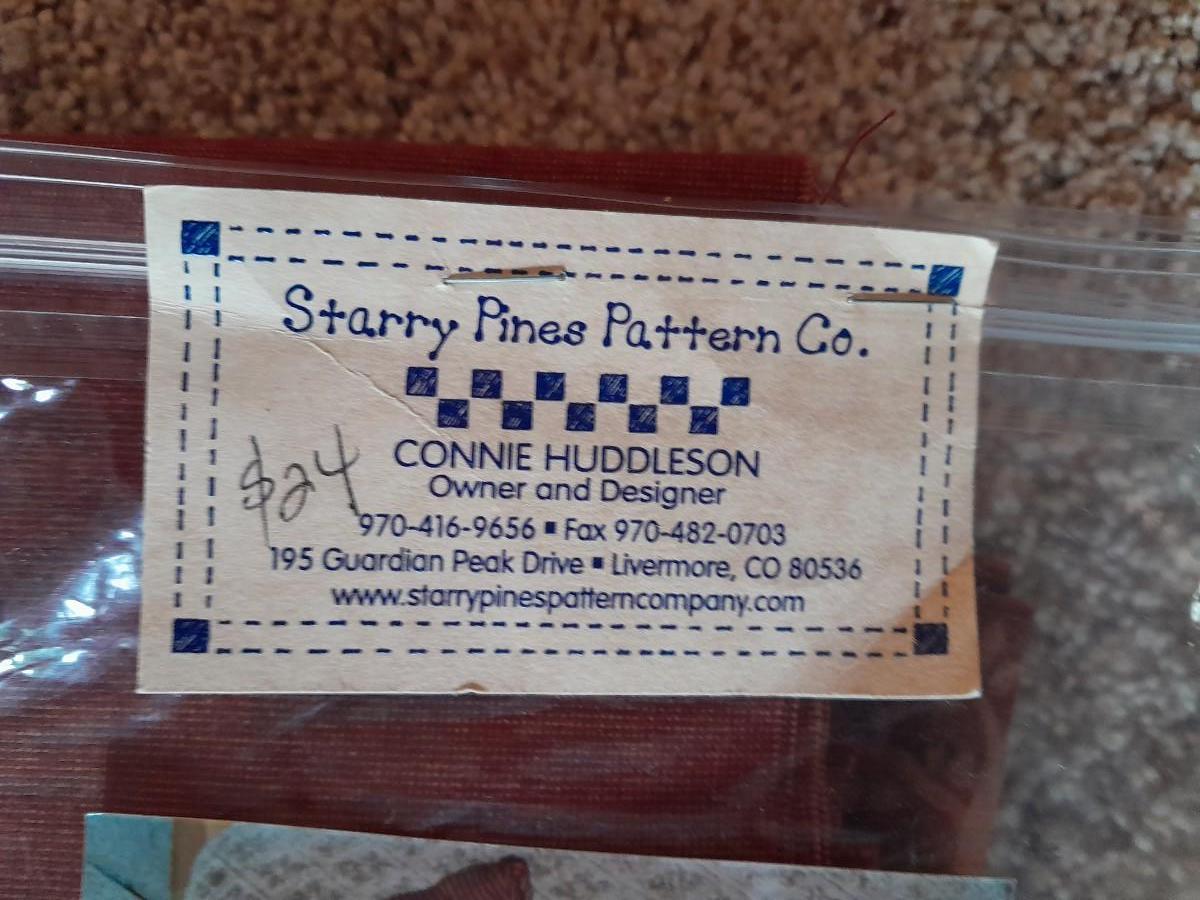 Starry Pines Pattern Co.
CONNIE HUDDLESON
Owner and Designer
$24
970-416-9656 ▪ Fax 970-482-0703
195 Guardian Peak Drive ▪ Livermore, CO 80536
www.starrypinespatterncompany.com